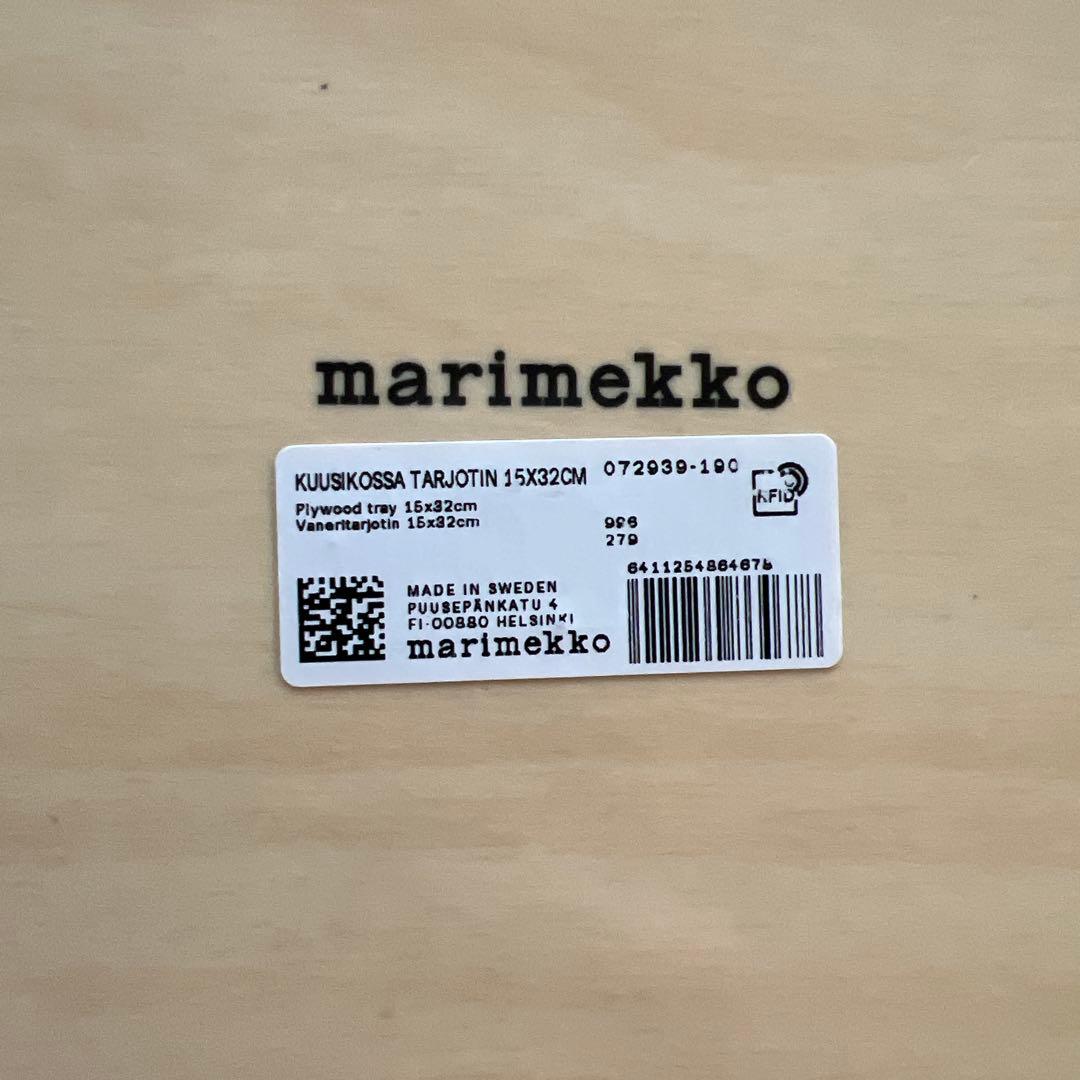 marimekko
KUUSIKOSSA TARJOTIN 15X32CM 072939-190
RFID
Plywood tray 15x32cm
Vaneritarjotin 15x32cm
996
279
MADE IN SWEDEN
PUUSEPÄNKATU 4
FI-00880 HELSINKI
marimekko